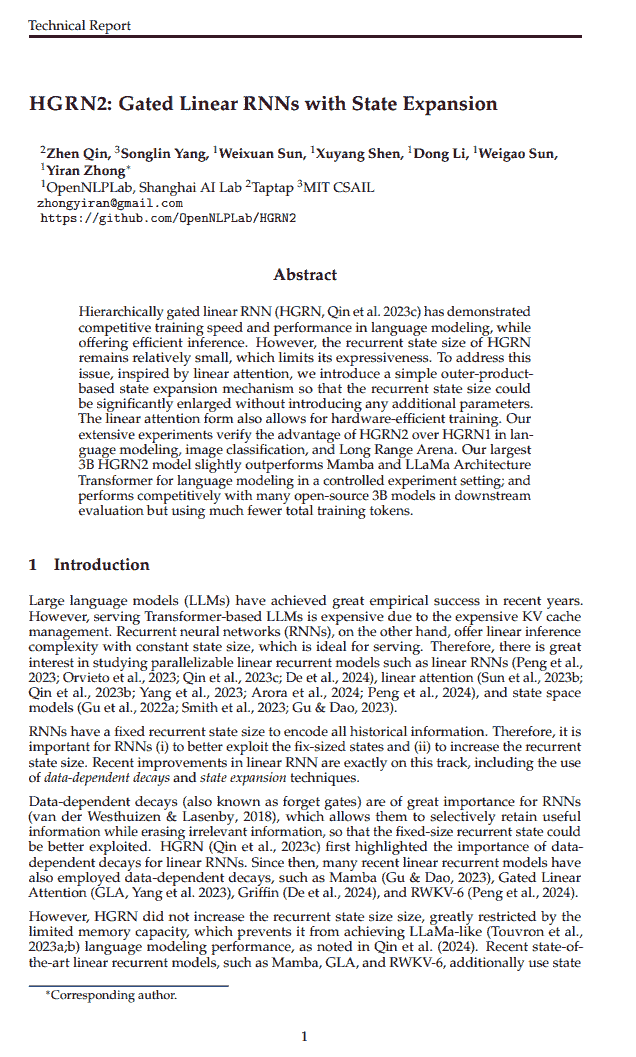 Technical Report
HGRN2: Gated Linear RNNs with State Expansion
²Zhen Qin, ³Songlin Yang, ¹Weixuan Sun, ¹Xuyang Shen, ¹Dong Li, ¹Weigao Sun,
¹Yiran Zhong*
¹OpenNLPLab, Shanghai AI Lab ²Taptap ³MIT CSAIL
zhongyiran@gmail.com
https://github.com/OpenNLPLab/HGRN2
Abstract
Hierarchically gated linear RNN (HGRN, Qin et al. 2023c) has demonstrated
competitive training speed and performance in language modeling, while
offering efficient inference. However, the recurrent state size of HGRN
remains relatively small, which limits its expressiveness. To address this
issue, inspired by linear attention, we introduce a simple outer-product-
based state expansion mechanism so that the recurrent state size could
be significantly enlarged without introducing any additional parameters.
The linear attention form also allows for hardware-efficient training. Our
extensive experiments verify the advantage of HGRN2 over HGRN1 in lan-
guage modeling, image classification, and Long Range Arena. Our largest
3B HGRN2 model slightly outperforms Mamba and LLaMa Architecture
Transformer for language modeling in a controlled experiment setting; and
performs competitively with many open-source 3B models in downstream
evaluation but using much fewer total training tokens.
1 Introduction
Large language models (LLMs) have achieved great empirical success in recent years.
However, serving Transformer-based LLMs is expensive due to the expensive KV cache
management. Recurrent neural networks (RNNs), on the other hand, offer linear inference
complexity with constant state size, which is ideal for serving. Therefore, there is great
interest in studying parallelizable linear recurrent models such as linear RNNs (Peng et al.,
2023; Orvieto et al., 2023; Qin et al., 2023c; De et al., 2024), linear attention (Sun et al., 2023b;
Qin et al., 2023b; Yang et al., 2023; Arora et al., 2024; Peng et al., 2024), and state space
models (Gu et al., 2022a; Smith et al., 2023; Gu & Dao, 2023).
RNNs have a fixed recurrent state size to encode all historical information. Therefore, it is
important for RNNs (i) to better exploit the fix-sized states and (ii) to increase the recurrent
state size. Recent improvements in linear RNN are exactly on this track, including the use
of data-dependent decays and state expansion techniques.
Data-dependent decays (also known as forget gates) are of great importance for RNNs
(van der Westhuizen & Lasenby, 2018), which allows them to selectively retain useful
information while erasing irrelevant information, so that the fixed-size recurrent state could
be better exploited. HGRN (Qin et al., 2023c) first highlighted the importance of data-
dependent decays for linear RNNs. Since then, many recent linear recurrent models have
also employed data-dependent decays, such as Mamba (Gu & Dao, 2023), Gated Linear
Attention (GLA, Yang et al. 2023), Griffin (De et al., 2024), and RWKV-6 (Peng et al., 2024).
However, HGRN did not increase the recurrent state size size, greatly restricted by the
limited memory capacity, which prevents it from achieving LLaMa-like (Touvron et al.,
2023a;b) language modeling performance, as noted in Qin et al. (2024). Recent state-of-
the-art linear recurrent models, such as Mamba, GLA, and RWKV-6, additionally use state
*Corresponding author.
1